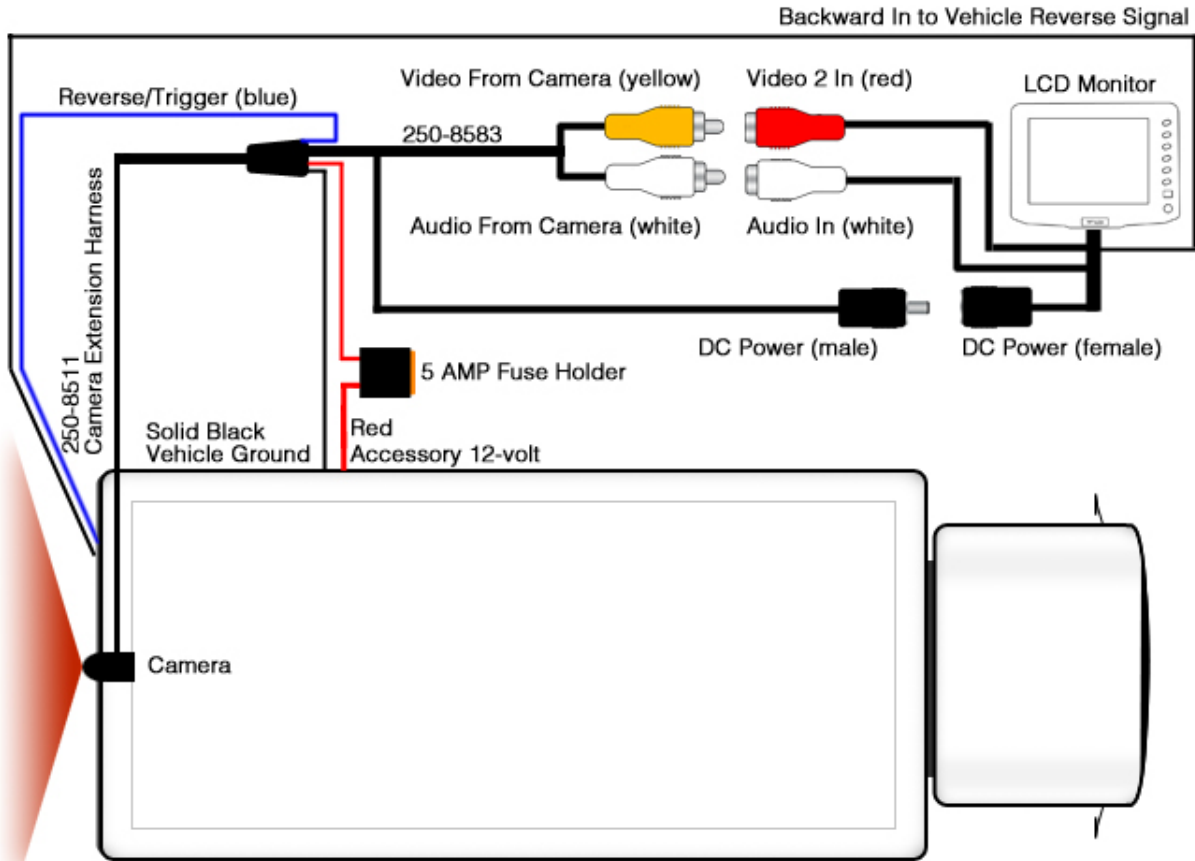 Backward In to Vehicle Reverse Signal
Video From Camera (yellow)
Video 2 In (red)
LCD Monitor
Reverse/Trigger (blue)
250-8583
Audio From Camera (white)
Audio In (white)
250-8511
Camera Extension Harness
DC Power (male)
DC Power (female)
5 AMP Fuse Holder
Solid Black
Vehicle Ground
Red
Accessory 12-volt
Camera